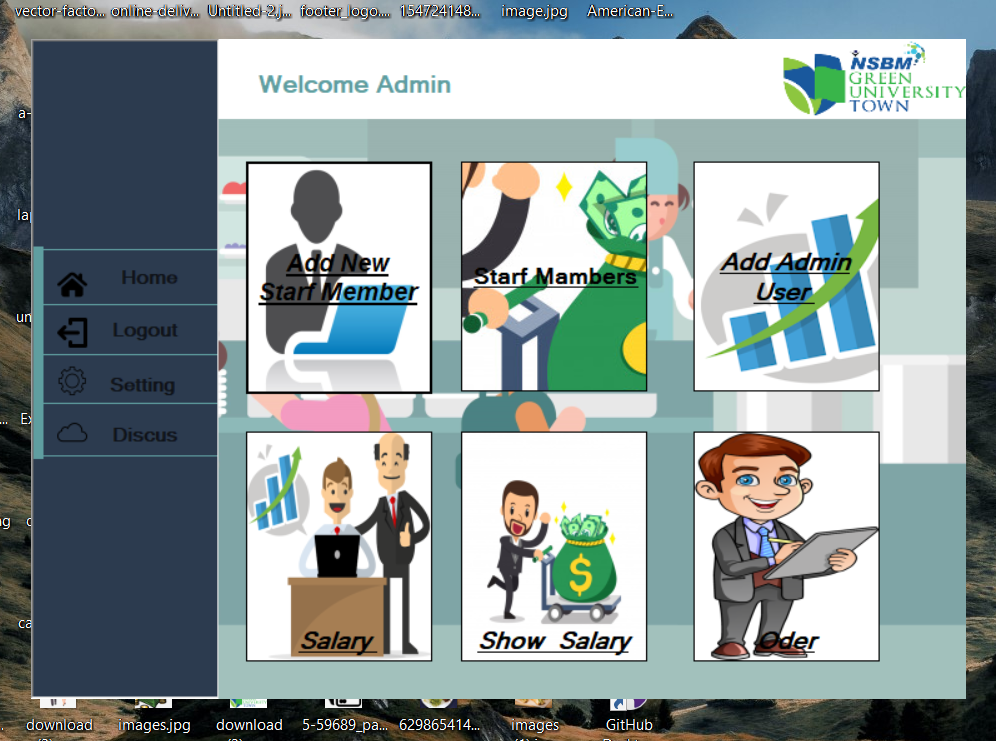 vector-facto... online-deliv... Untitled-2.j... footer_logo.... 154724148... image.jpg American-E...
Welcome Admin
NSBM
GREEN
UNIVERSITY
TOWN
Home
Logout
Setting
Discus
Add New
Starf Member
Starf Mambers
Add Admin
User
Salary
Show Salary
Oder
download images.jpg download 5-59689_pa... 629865414... images GitHub